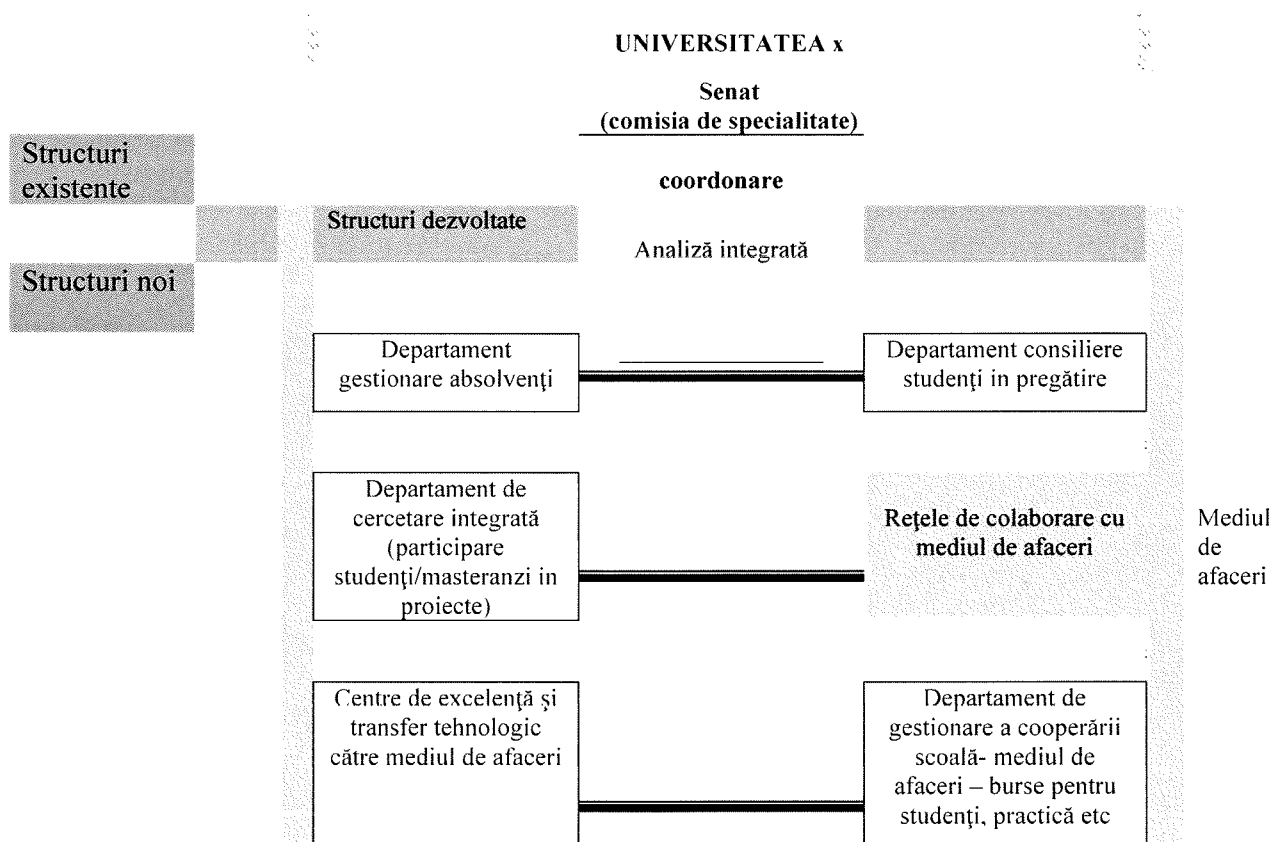 UNIVERSITATEA x
Senat
(comisia de specialitate)
Structuri
existente
coordonare
Structuri dezvoltate
Analiză integrată
Structuri noi
Departament
gestionare absolvenţi
Departament consiliere
studenţi in pregătire
Departament de
cercetare integrată
(participare
studenţi/masteranzi in
proiecte)
Reţele de colaborare cu
mediul de afaceri
Mediul
de
afaceri
Centre de excelenţă şi
transfer tehnologic
către mediul de afaceri
Departament de
gestionare a cooperării
scoală- mediul de
afaceri – burse pentru
studenţi, practică etc